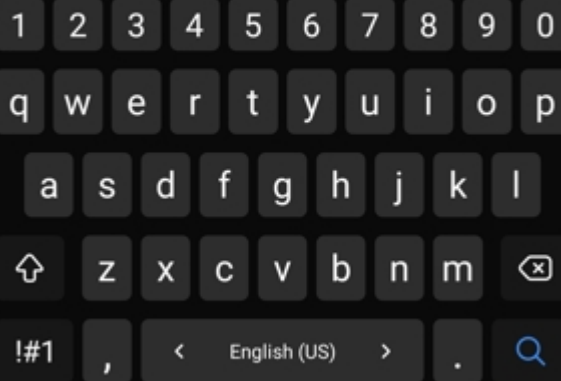 1 2 3 4 5 6 7 8 9 0
q w e r t y u i o p
a s d f g h j k l
z x c v b n m
!#1 , < English (US) > .